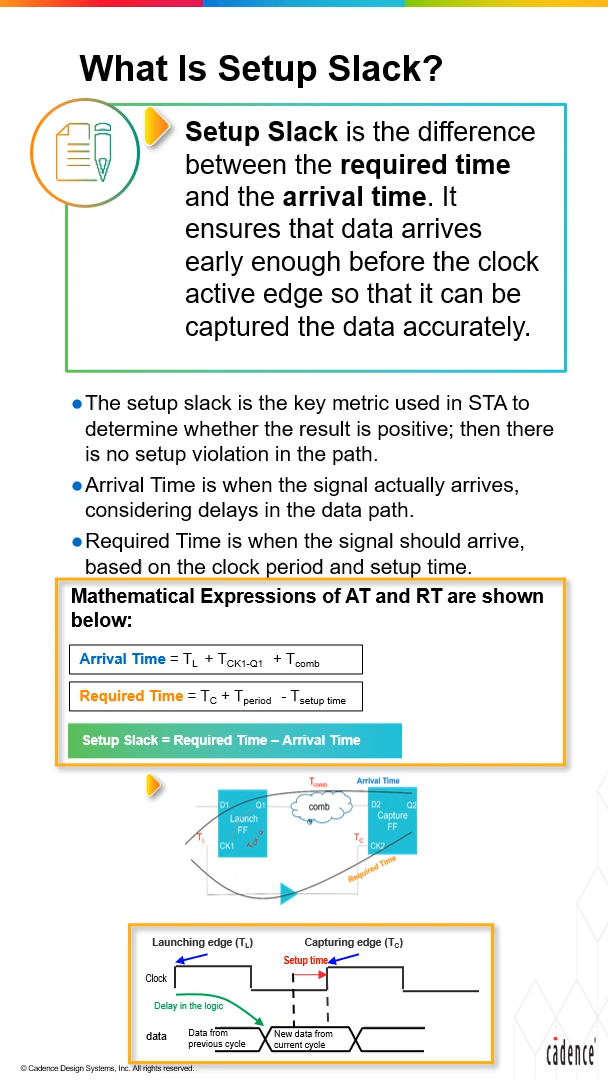 What Is Setup Slack?
Setup Slack is the difference
between the required time
and the arrival time. It
ensures that data arrives
early enough before the clock
active edge so that it can be
captured the data accurately.
●The setup slack is the key metric used in STA to
determine whether the result is positive; then there
is no setup violation in the path.
●Arrival Time is when the signal actually arrives,
considering delays in the data path.
●Required Time is when the signal should arrive,
based on the clock period and setup time.
Mathematical Expressions of AT and RT are shown
below:
Arrival Time = TL + TCK1-Q1 + Tcomb
Required Time = TC + Tperiod - Tsetup time
Setup Slack = Required Time – Arrival Time
Tcomb Arrival Time
D1 Q1 comb D2 Q2
Launch
FF
Capture
FF
TL CK1 TC CK2
Required Time
Launching edge (TL) Capturing edge (TC)
Setup time
Clock
Delay in the logic
data
Data from
previous cycle
New data from
current cycle
cādence®
© Cadence Design Systems, Inc. All rights reserved.